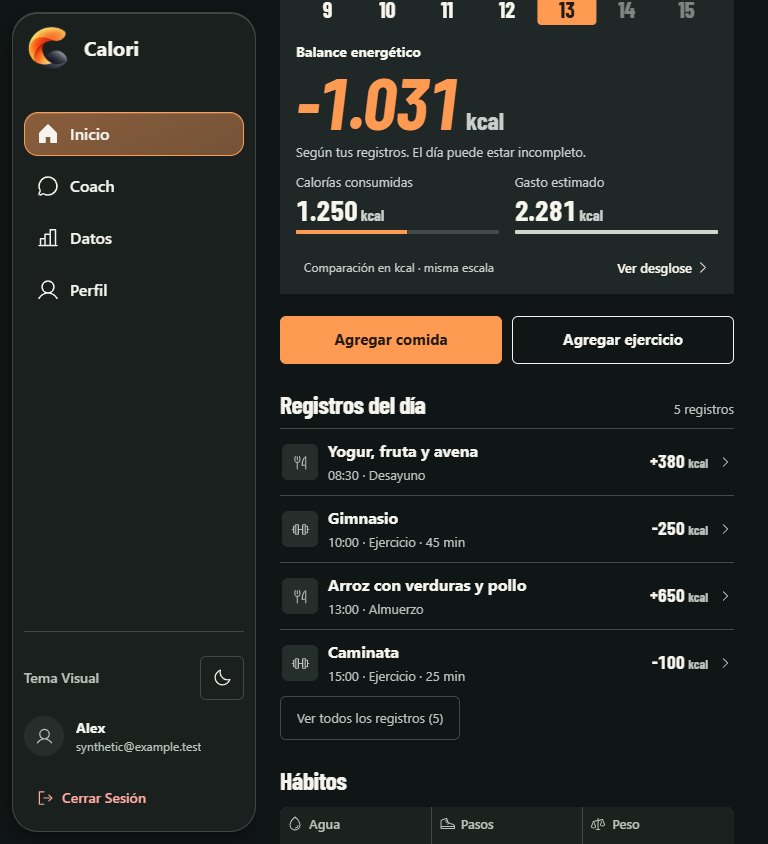 Calori
Inicio
Coach
Datos
Perfil
Tema Visual
Alex
synthetic@example.test
Cerrar Sesión
9 10 11 12 13 14 15
Balance energético
-1.031 kcal
Según tus registros. El día puede estar incompleto.
Calorías consumidas
1.250 kcal
Gasto estimado
2.281 kcal
Comparación en kcal · misma escala
Ver desglose
Agregar comida
Agregar ejercicio
Registros del día
5 registros
Yogur, fruta y avena
08:30 · Desayuno
+380 kcal
Gimnasio
10:00 · Ejercicio · 45 min
-250 kcal
Arroz con verduras y pollo
13:00 · Almuerzo
+650 kcal
Caminata
15:00 · Ejercicio · 25 min
-100 kcal
Ver todos los registros (5)
Hábitos
Agua
Pasos
Peso